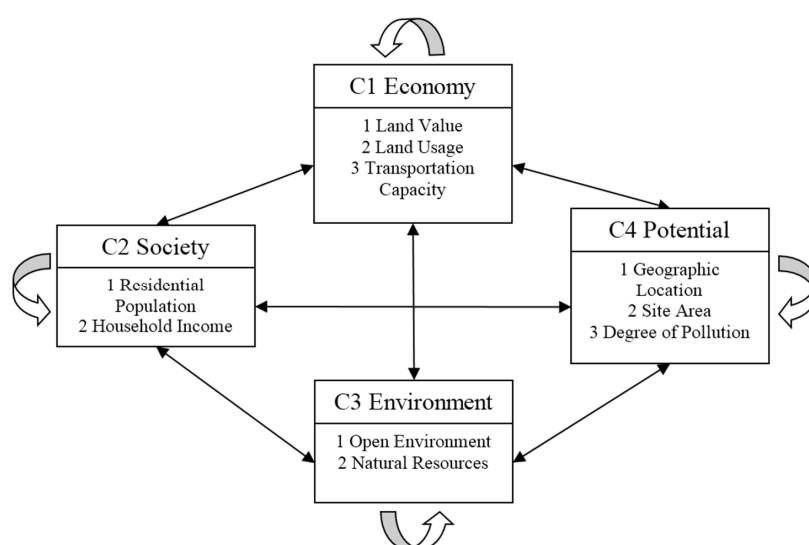 C1 Economy
1 Land Value
2 Land Usage
3 Transportation
Capacity
C2 Society
1 Residential
Population
2 Household Income
C4 Potential
1 Geographic
Location
2 Site Area
3 Degree of Pollution
C3 Environment
1 Open Environment
2 Natural Resources